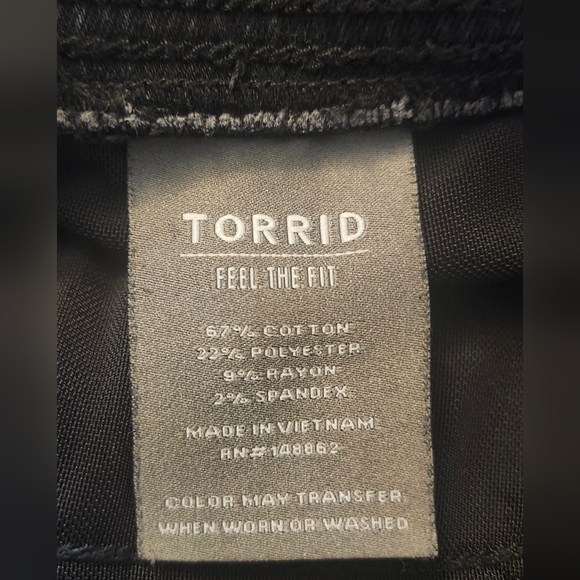 TORRID
FEEL THE FIT
67% COTTON
22% POLYESTER
9% RAYON
2% SPANDEX
MADE IN VIETNAM
RN#148862
COLOR MAY TRANSFER
WHEN WORN OR WASHED